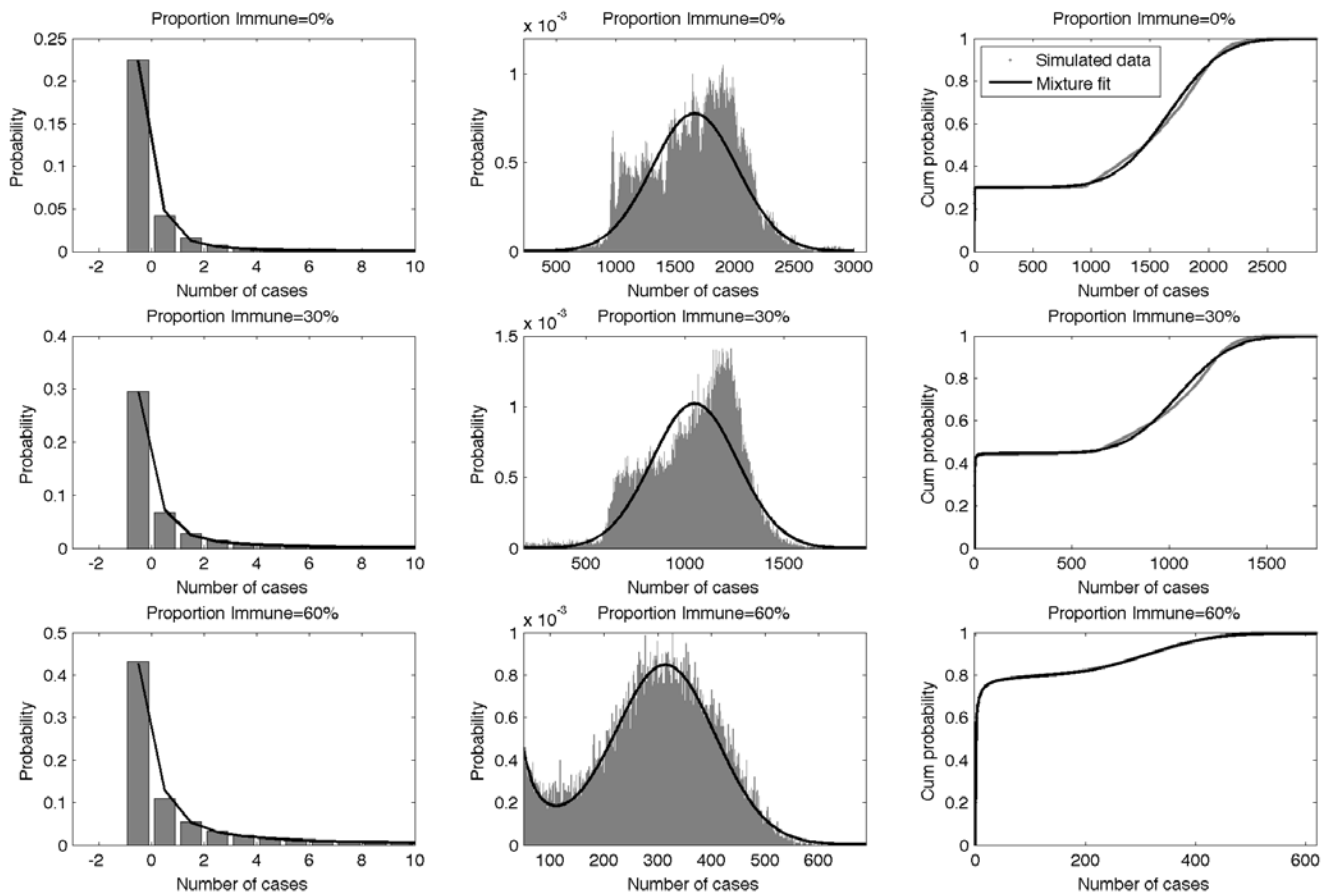 Proportion Immune=0%
0.25
0.2
0.15
0.1
0.05
0
Probability
-2 0 2 4 6 8 10
Number of cases
Proportion Immune=0%
x 10^-3
1
0.5
0
Probability
500 1000 1500 2000 2500 3000
Number of cases
Proportion Immune=0%
1
0.8
0.6
0.4
0.2
Cum probability
Simulated data
Mixture fit
0 500 1000 1500 2000 2500
Number of cases
Proportion Immune=30%
0.4
0.3
0.2
0.1
0
Probability
-2 0 2 4 6 8 10
Number of cases
Proportion Immune=30%
x 10^-3
1.5
1
0.5
0
Probability
500 1000 1500
Number of cases
Proportion Immune=30%
1
0.8
0.6
0.4
0.2
0
Cum probability
0 500 1000 1500
Number of cases
Proportion Immune=60%
0.5
0.4
0.3
0.2
0.1
0
Probability
-2 0 2 4 6 8 10
Number of cases
Proportion Immune=60%
x 10^-3
1
0.8
0.6
0.4
0.2
0
Probability
100 200 300 400 500 600
Number of cases
Proportion Immune=60%
1
0.8
0.6
0.4
0.2
0
Cum probability
0 200 400 600
Number of cases